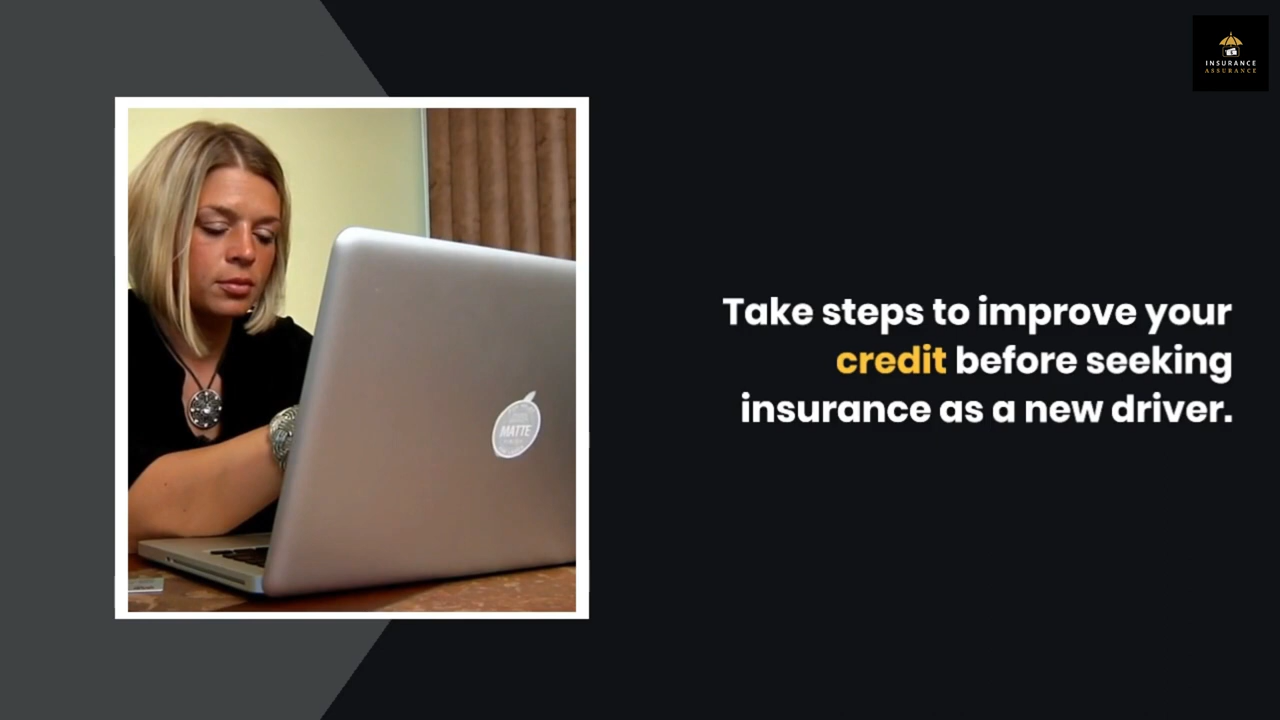 INSURANCE
ASSURANCE
Take steps to improve your
credit before seeking
insurance as a new driver.
MATTE